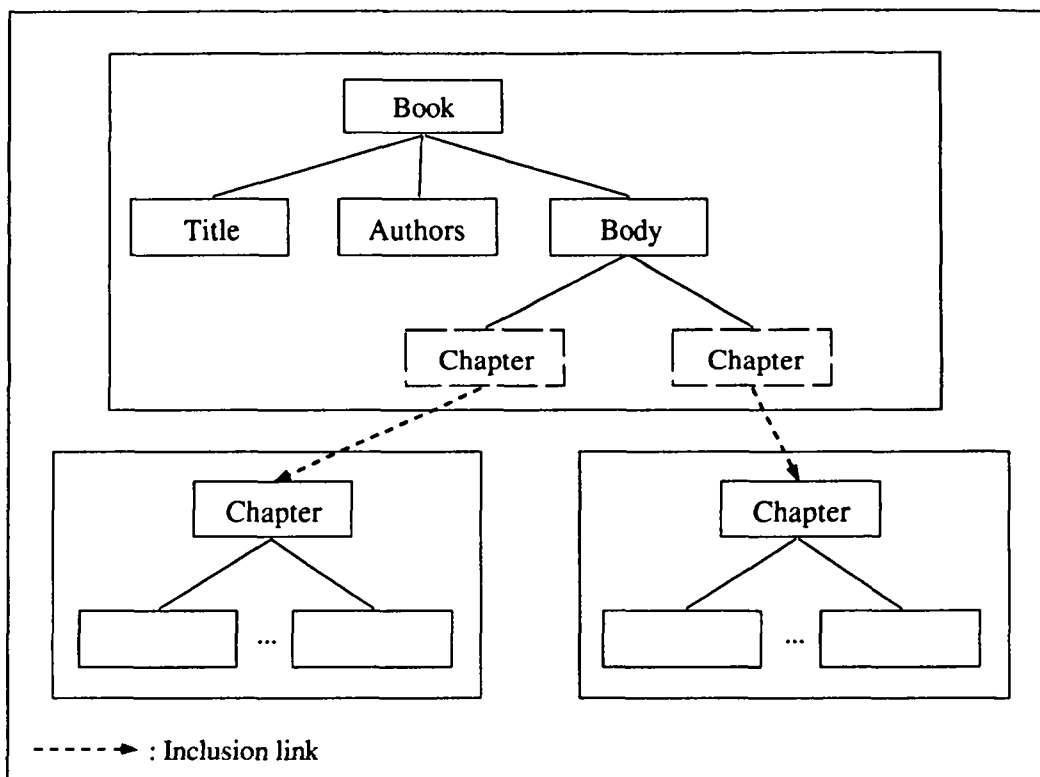 Book
Title
Authors
Body
Chapter
Chapter
Chapter
Chapter
...
...
: Inclusion link